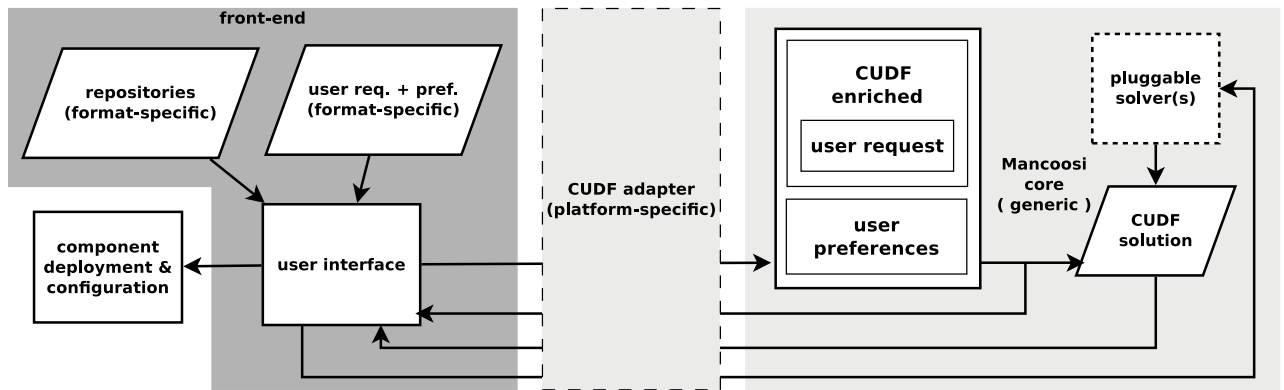 front-end
repositories
(format-specific)
user req. + pref.
(format-specific)
component
deployment &
configuration
user interface
CUDF adapter
(platform-specific)
CUDF
enriched
user request
user
preferences
Mancoosi
core
( generic )
pluggable
solver(s)
CUDF
solution